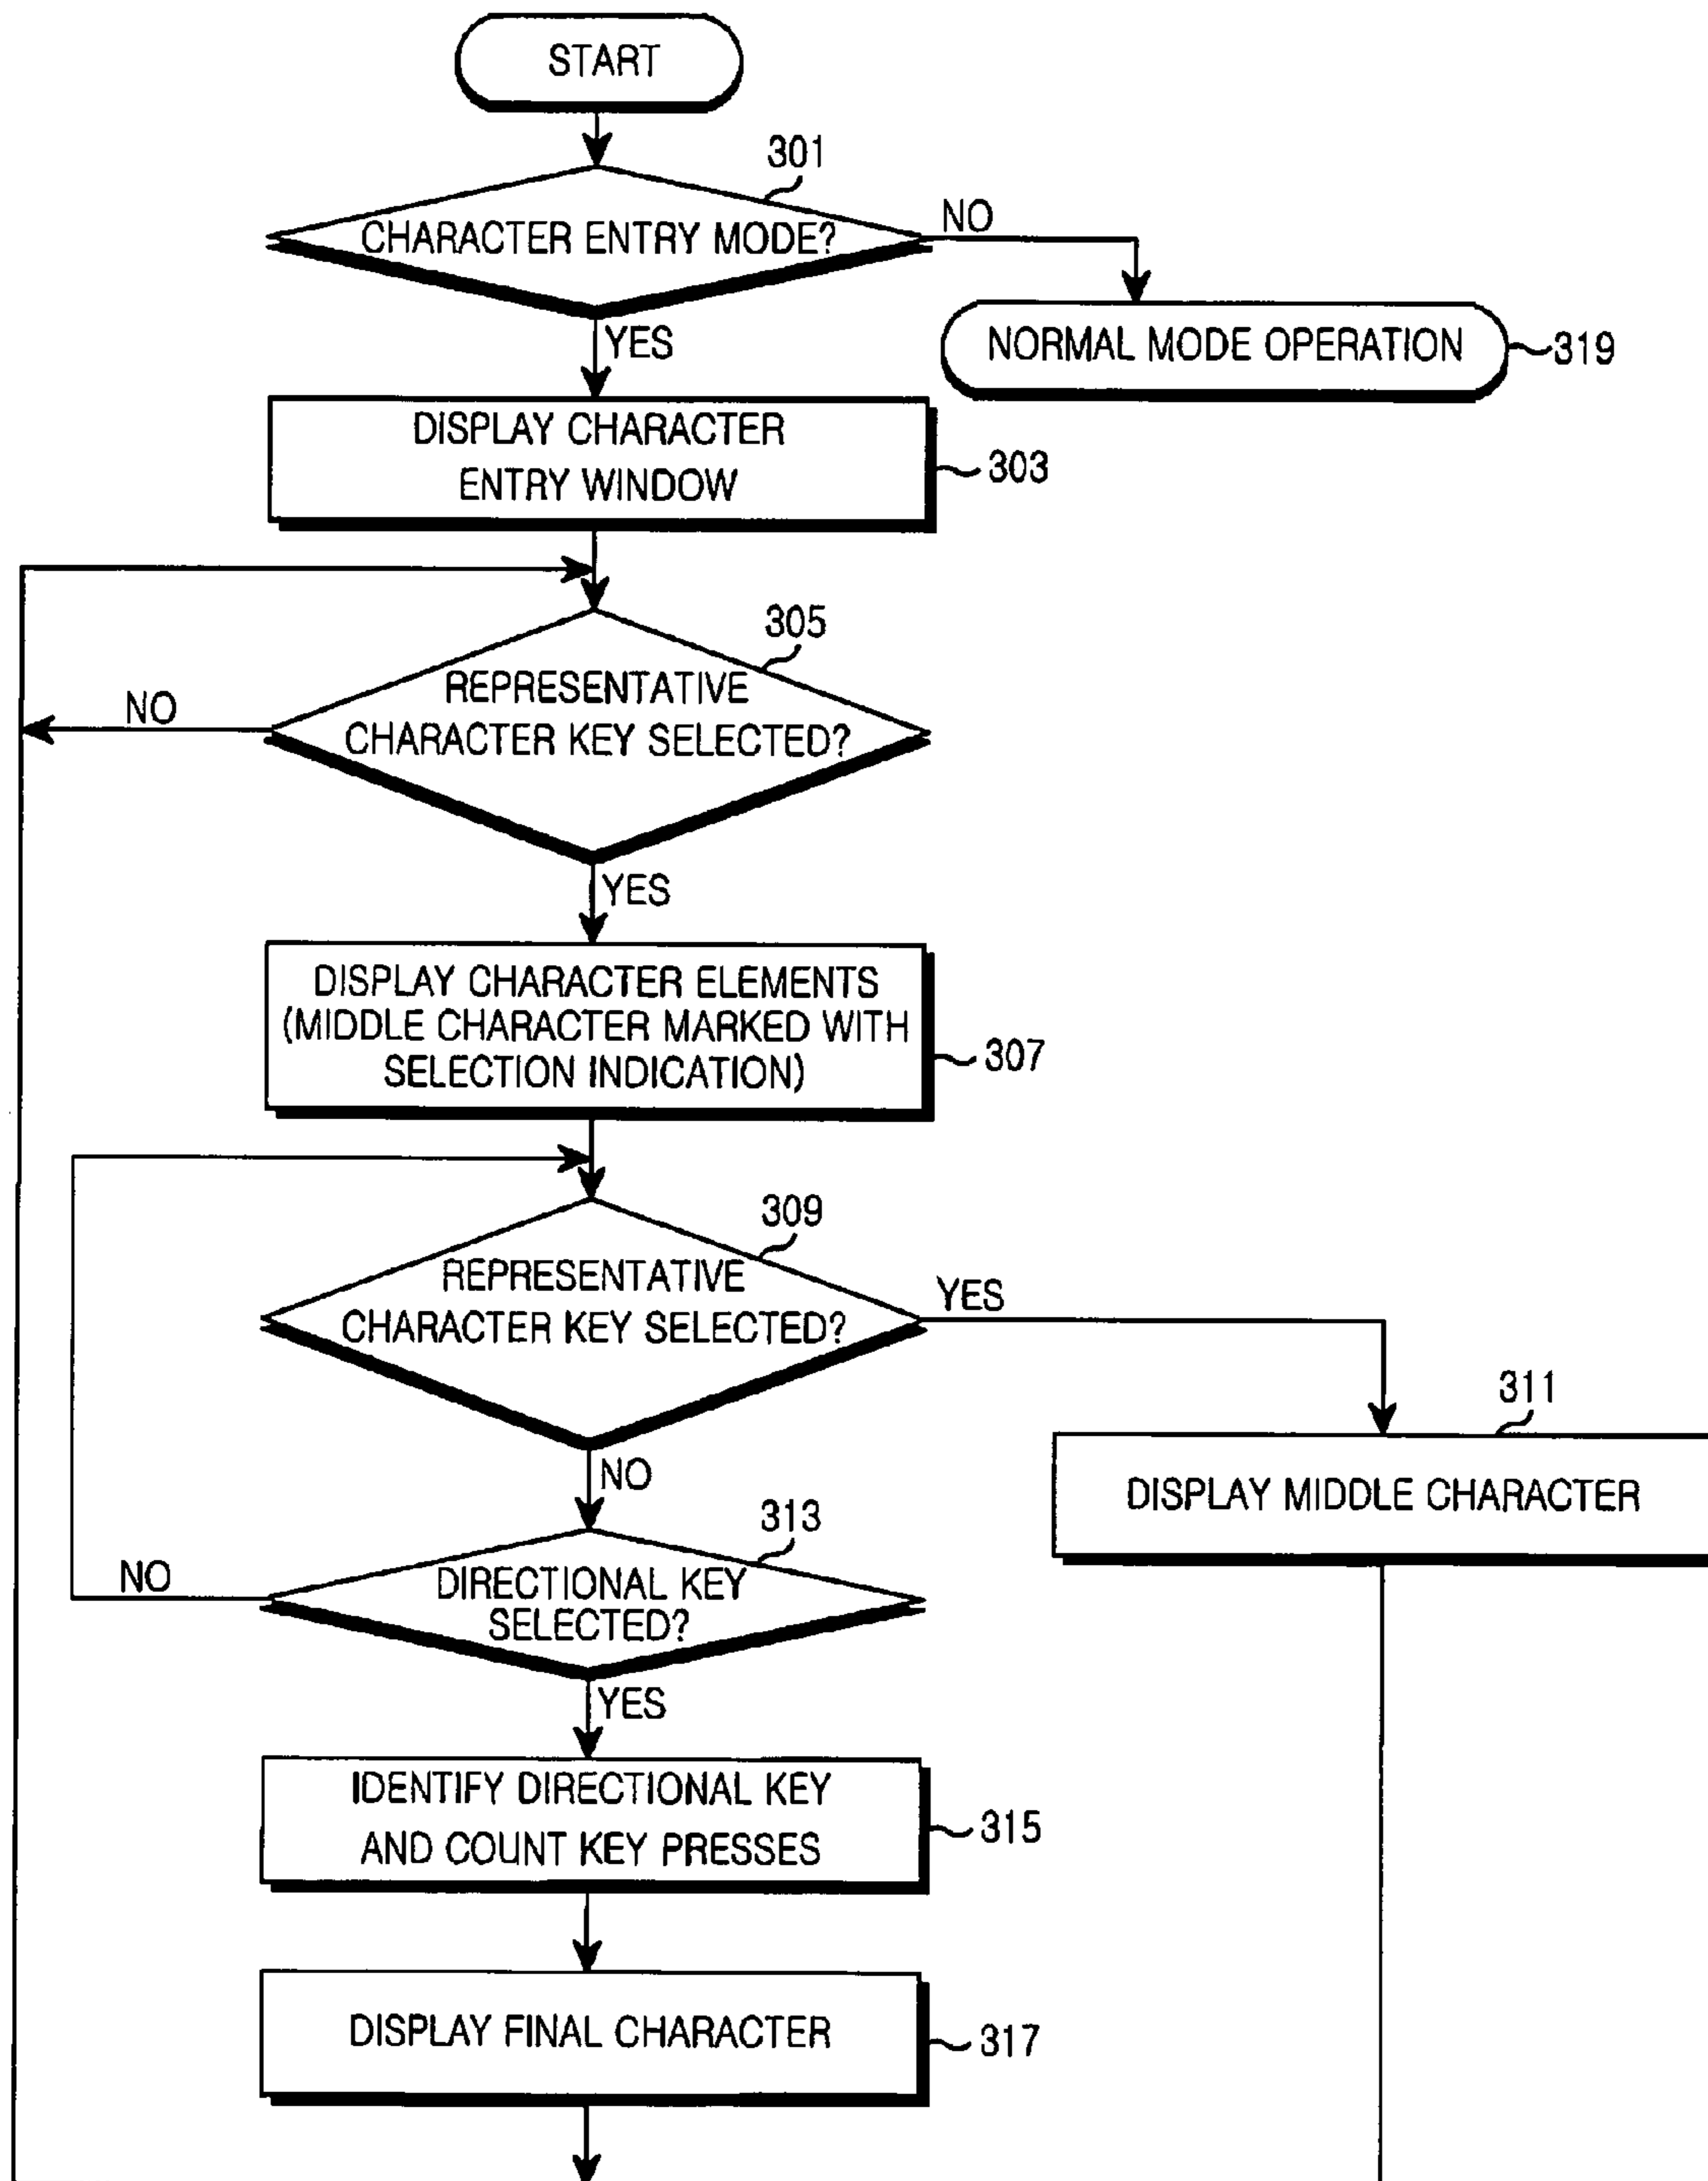 START
301
CHARACTER ENTRY MODE?
NO
NORMAL MODE OPERATION
319
YES
DISPLAY CHARACTER
ENTRY WINDOW
303
305
REPRESENTATIVE
CHARACTER KEY SELECTED?
NO
YES
DISPLAY CHARACTER ELEMENTS
(MIDDLE CHARACTER MARKED WITH
SELECTION INDICATION)
307
309
REPRESENTATIVE
CHARACTER KEY SELECTED?
YES
311
DISPLAY MIDDLE CHARACTER
NO
313
DIRECTIONAL KEY
SELECTED?
NO
YES
IDENTIFY DIRECTIONAL KEY
AND COUNT KEY PRESSES
315
DISPLAY FINAL CHARACTER
317